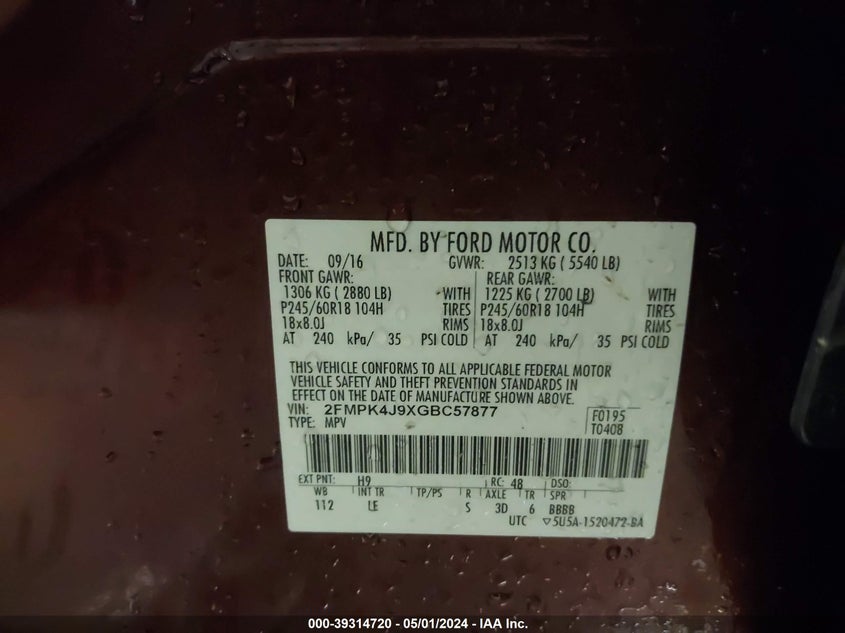 MFD. BY FORD MOTOR CO.
DATE: 09/16 GVWR: 2513 KG ( 5540 LB)
FRONT GAWR: REAR GAWR:
1306 KG ( 2880 LB) WITH 1225 KG ( 2700 LB) WITH
P245/60R18 104H TIRES P245/60R18 104H TIRES
18x8.0J RIMS 18x8.0J RIMS
AT 240 kPa/ 35 PSI COLD AT 240 kPa/ 35 PSI COLD
THIS VEHICLE CONFORMS TO ALL APPLICABLE FEDERAL MOTOR
VEHICLE SAFETY AND THEFT PREVENTION STANDARDS IN
EFFECT ON THE DATE OF MANUFACTURE SHOWN ABOVE.
VIN: 2FMPK4J9XGBC57877 F0195
TYPE: MPV T0408
EXT PNT: H9 RC: 48 DSO:
WB INT TR TP/PS R AXLE TR SPR
112 LE S 3D 6 BBBB
UTC ▽5U5A-1520472-BA
000-39314720 - 05/01/2024 - IAA Inc.